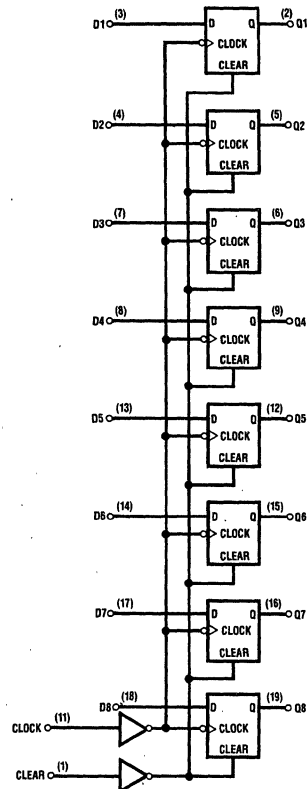 D1 (3) D Q (2) Q1
CLOCK
CLEAR
D2 (4) D Q (5) Q2
CLOCK
CLEAR
D3 (7) D Q (6) Q3
CLOCK
CLEAR
D4 (8) D Q (9) Q4
CLOCK
CLEAR
D5 (13) D Q (12) Q5
CLOCK
CLEAR
D6 (14) D Q (15) Q6
CLOCK
CLEAR
D7 (17) D Q (16) Q7
CLOCK
CLEAR
D8 (18) D Q (19) Q8
CLOCK (11) CLOCK
CLEAR
CLEAR (1)